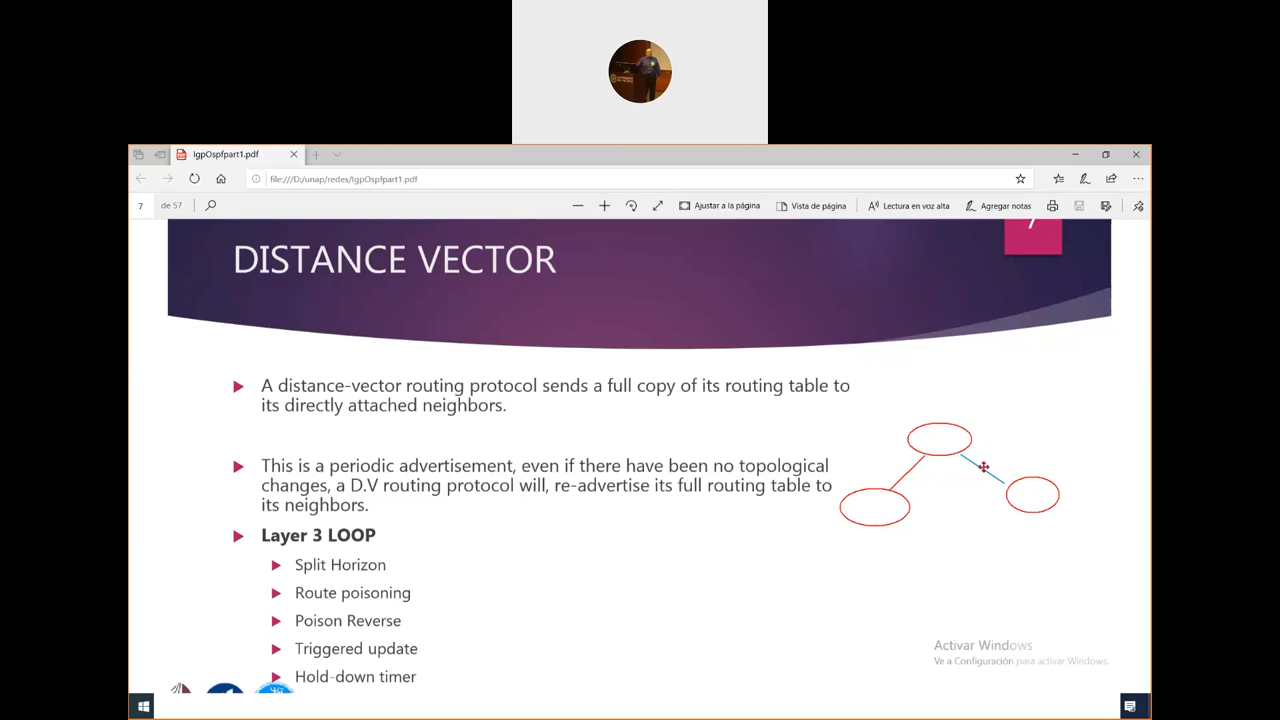 IgpOspfpart1.pdf
file:///D:/unap/redes/IgpOspfpart1.pdf
7 de 57
Ajustar a la página
Vista de página
Lectura en voz alta
Agregar notas
7
DISTANCE VECTOR
A distance-vector routing protocol sends a full copy of its routing table to
its directly attached neighbors.
This is a periodic advertisement, even if there have been no topological
changes, a D.V routing protocol will, re-advertise its full routing table to
its neighbors.
Layer 3 LOOP
Split Horizon
Route poisoning
Poison Reverse
Triggered update
Hold-down timer
Activar Windows
Ve a Configuración para activar Windows.